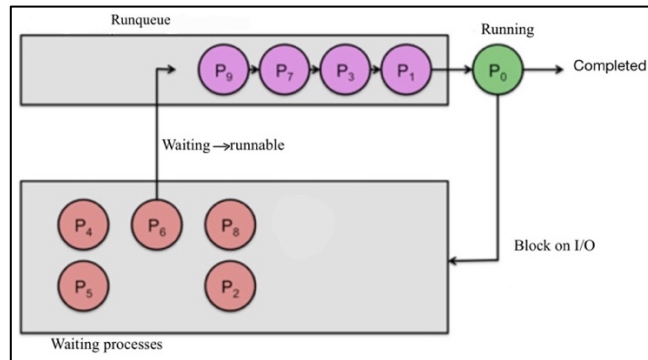 Runqueue
Running
P9 P7 P3 P1 P0 Completed
Waiting →runnable
P4 P6 P8
Block on I/O
P5 P2
Waiting processes